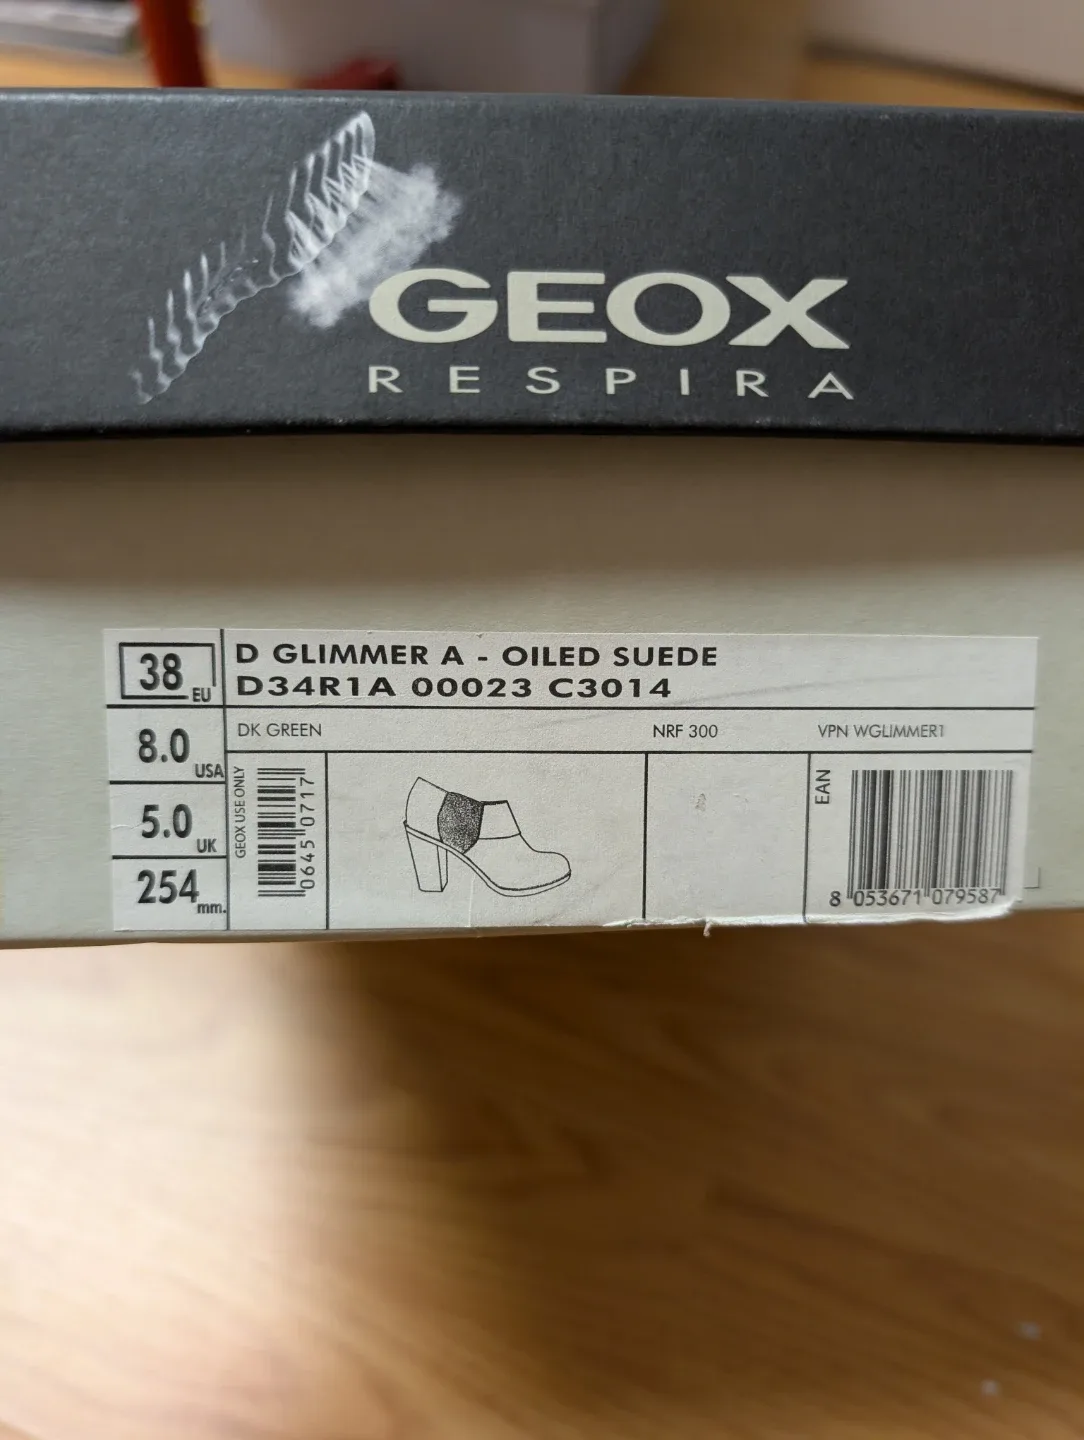 GEOX
RESPIRA
38 EU
D GLIMMER A - OILED SUEDE
D34R1A 00023 C3014
8.0 USA
DK GREEN NRF 300 VPN WGLIMMER1
5.0 UK
254 mm.
GEOX USE ONLY
0645 0717
EAN
8 053671 079587